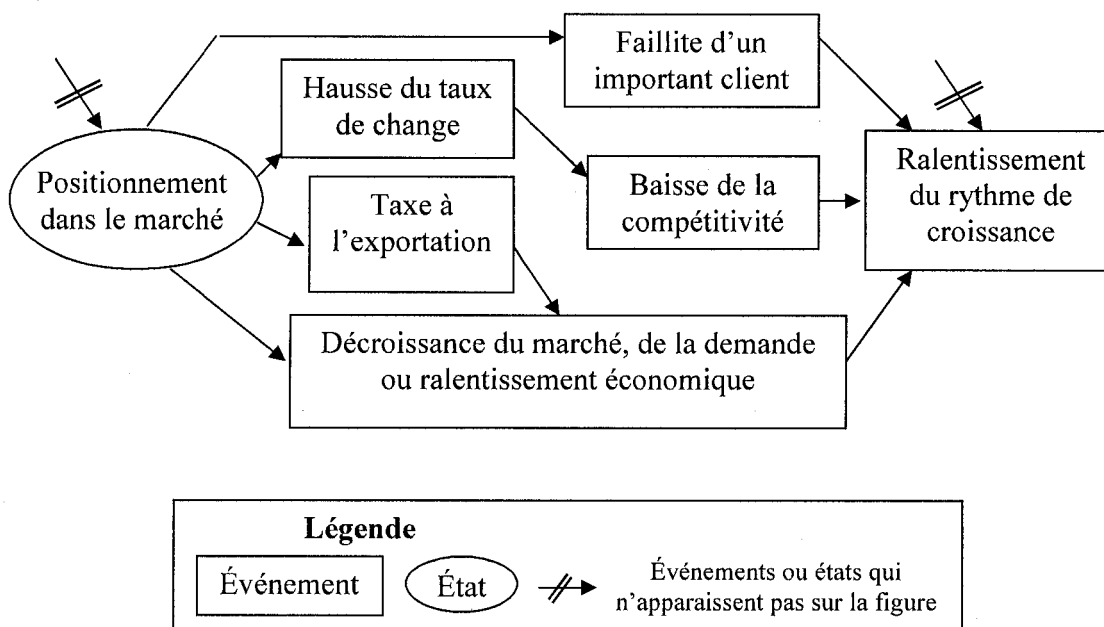 Faillite d'un
important client
Hausse du taux
de change
Positionnement
dans le marché
Ralentissement
du rythme de
croissance
Baisse de la
compétitivité
Taxe à
l'exportation
Décroissance du marché, de la demande
ou ralentissement économique
Légende
Événement
État
Événements ou états qui
n'apparaissent pas sur la figure